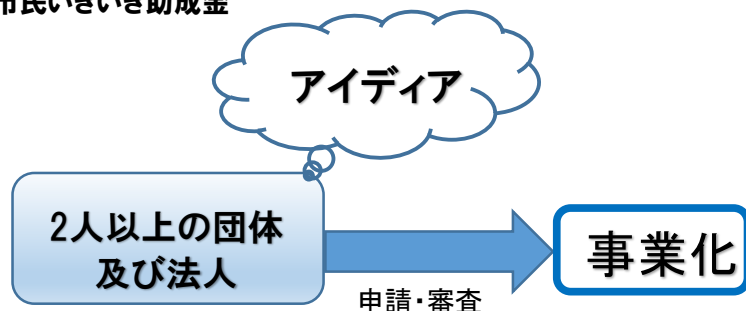 市民いきいき助成金
アイディア
2人以上の団体
及び法人
事業化
申請・審査